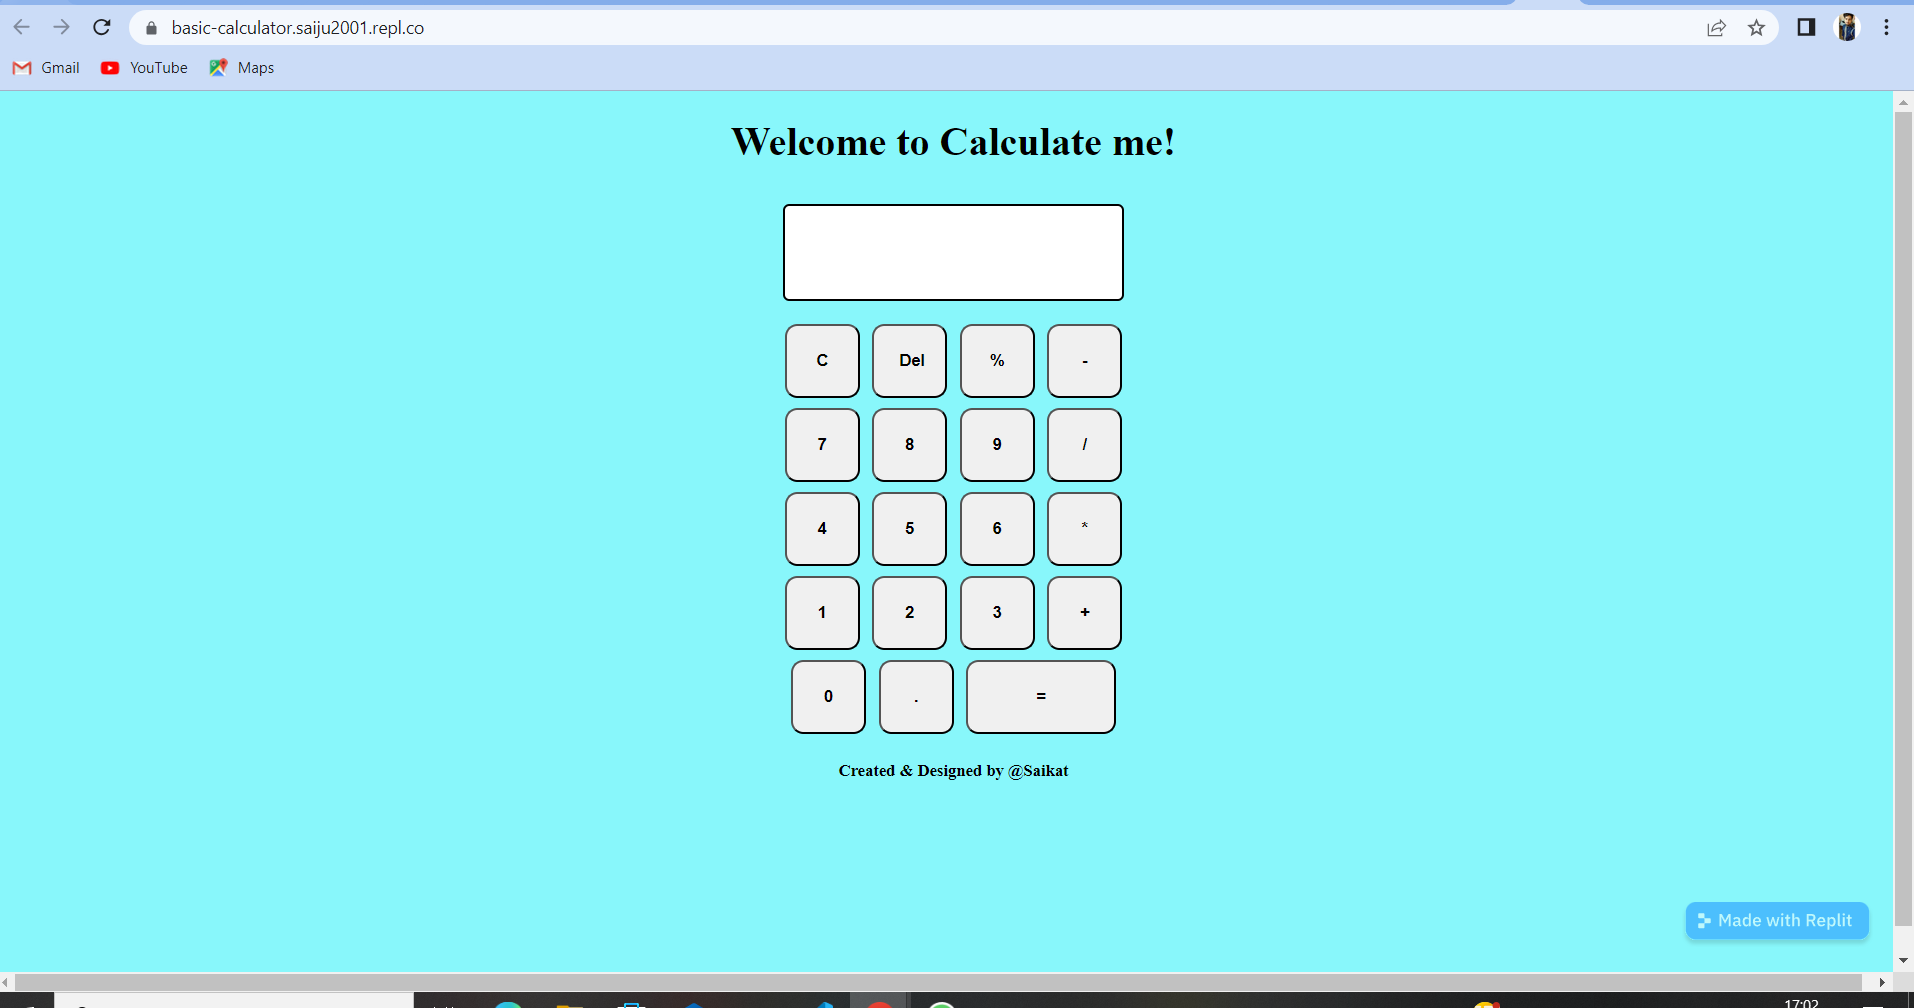 basic-calculator.saiju2001.repl.co
Gmail YouTube Maps
Welcome to Calculate me!
C Del % -
7 8 9 /
4 5 6 *
1 2 3 +
0 . =
Created & Designed by @Saikat
Made with Replit
17:02